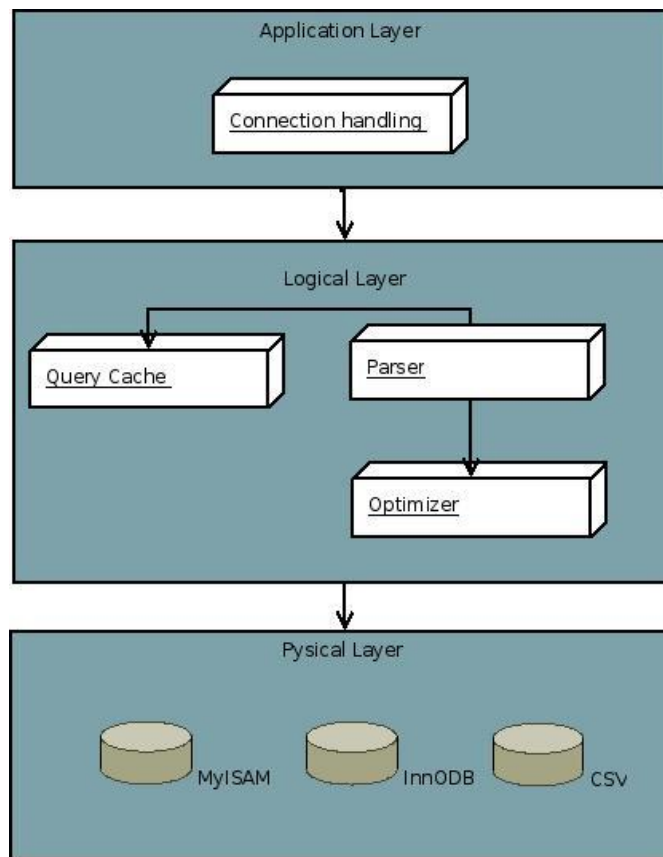 Application Layer
Connection handling
Logical Layer
Query Cache
Parser
Optimizer
Pysical Layer
MyISAM
InnODB
CSV